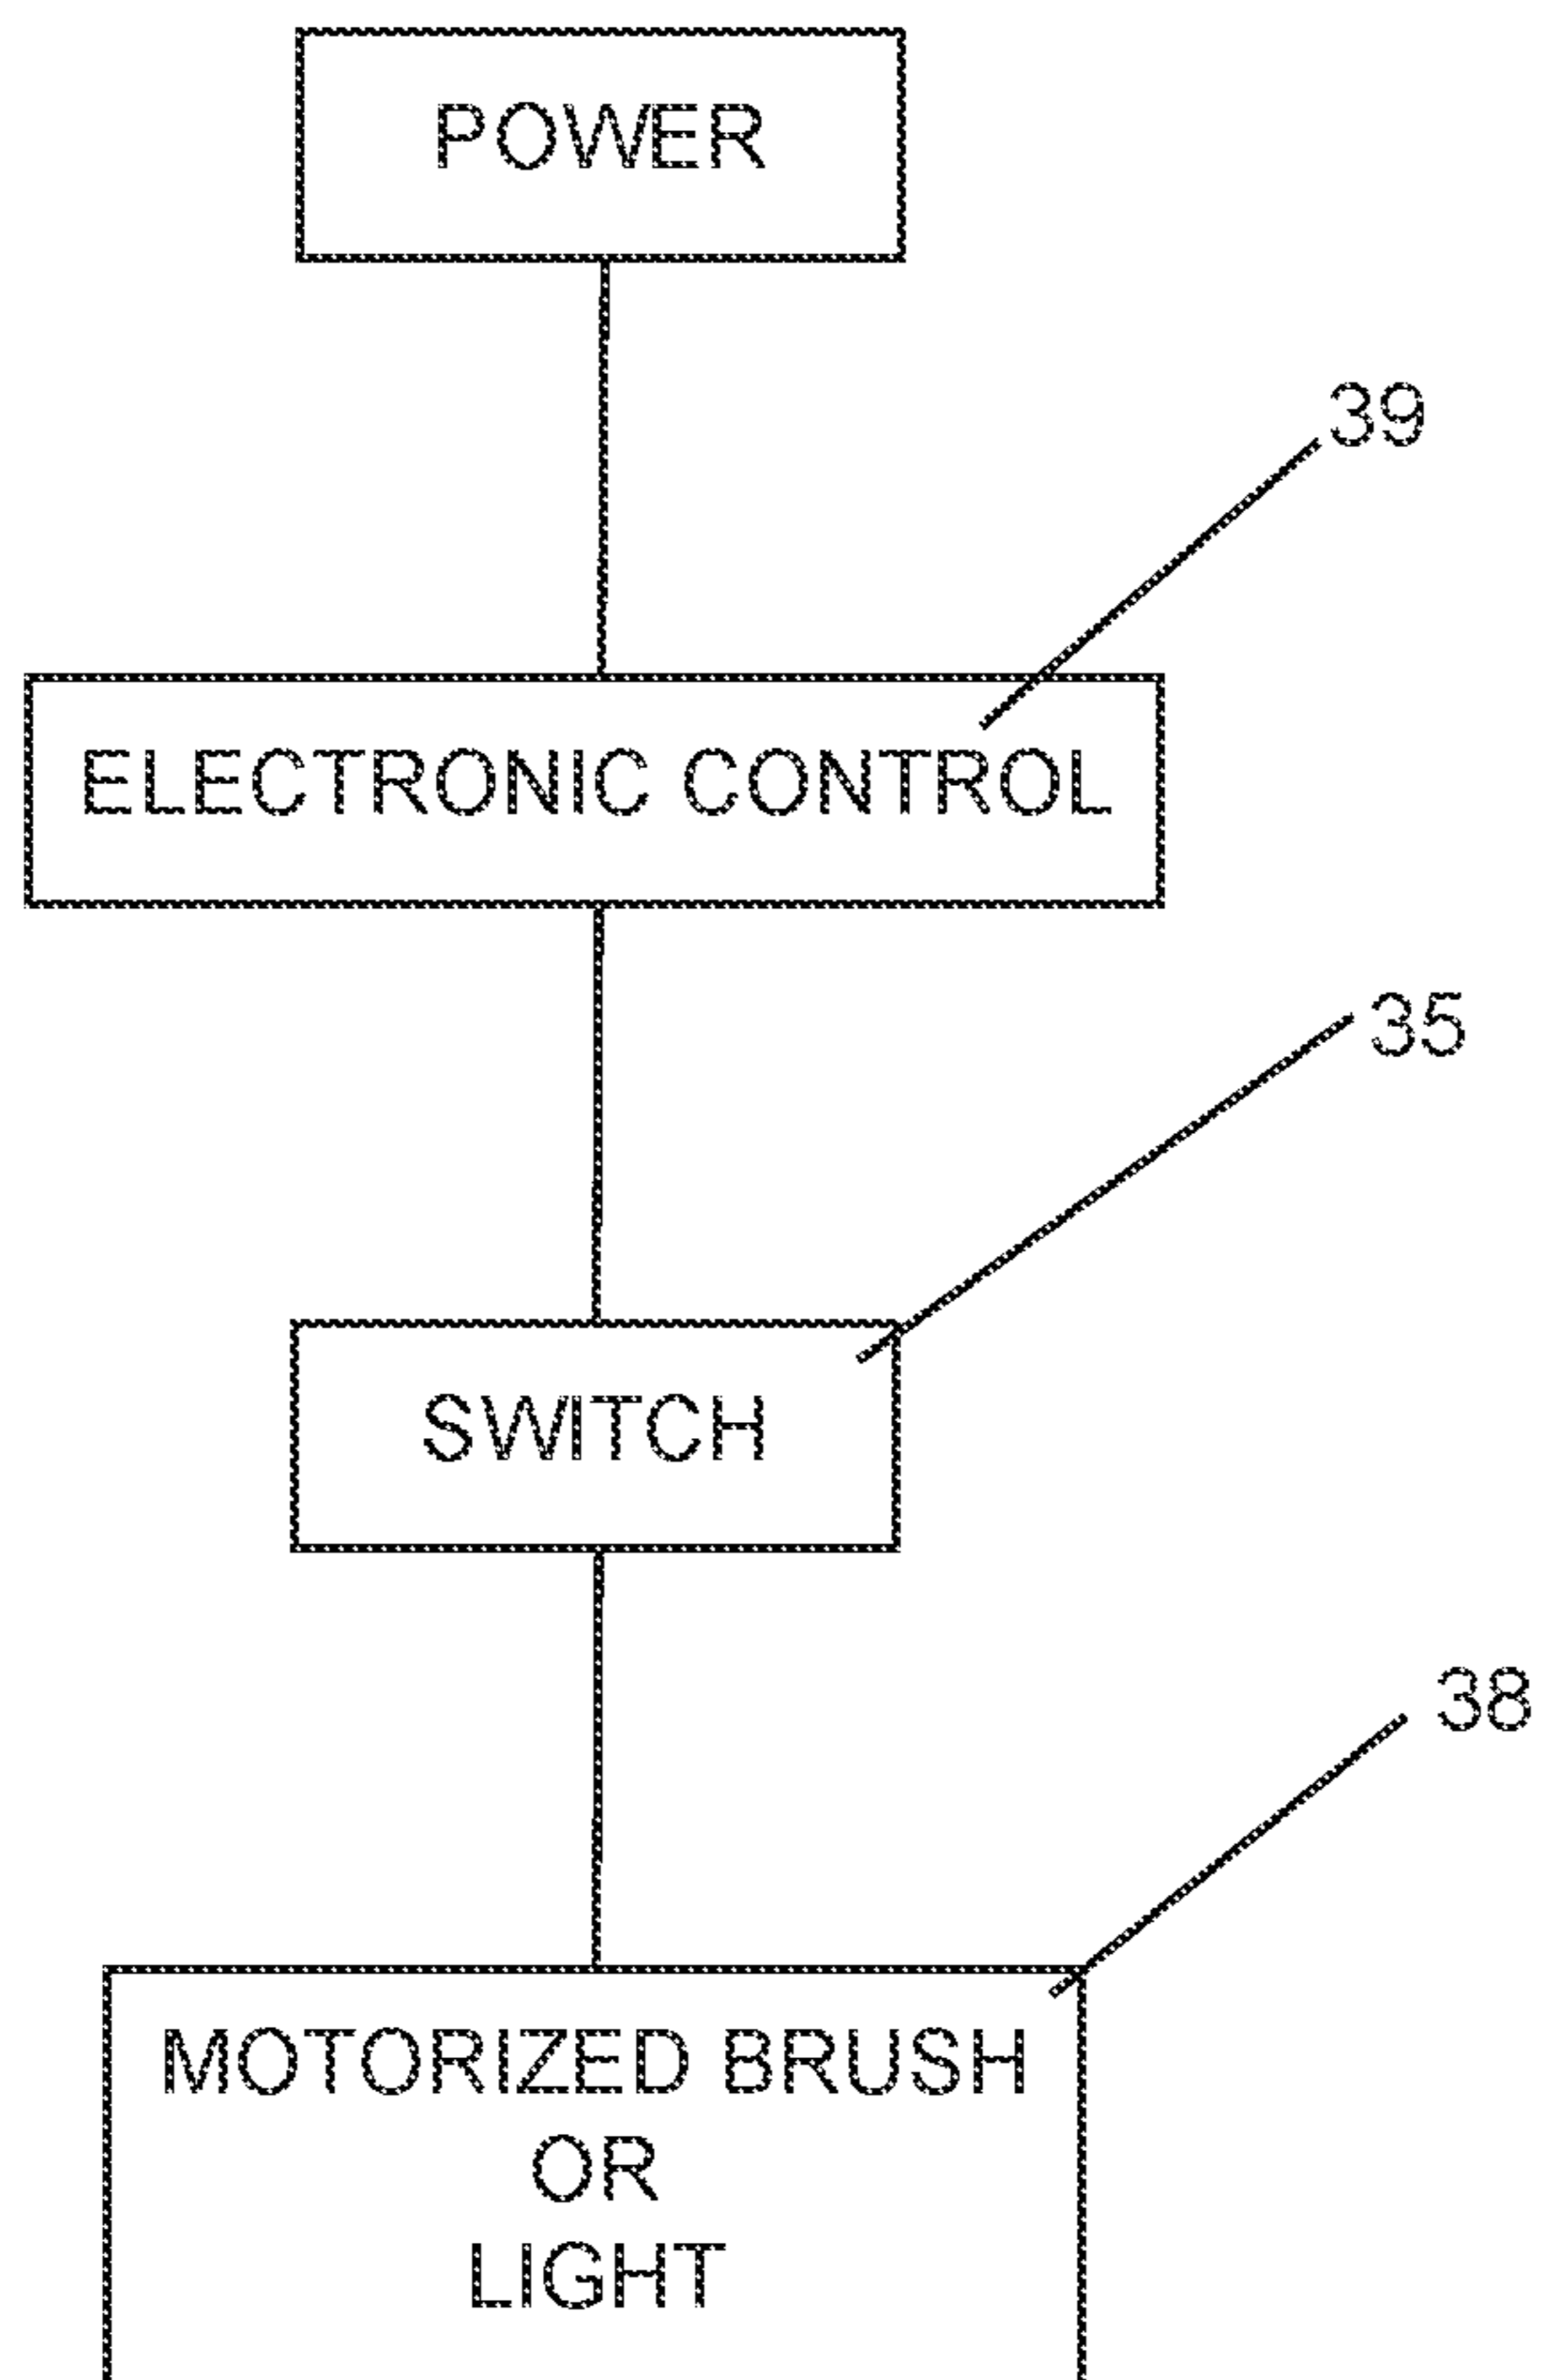 POWER
39
ELECTRONIC CONTROL
35
SWITCH
38
MOTORIZED BRUSH
OR
LIGHT